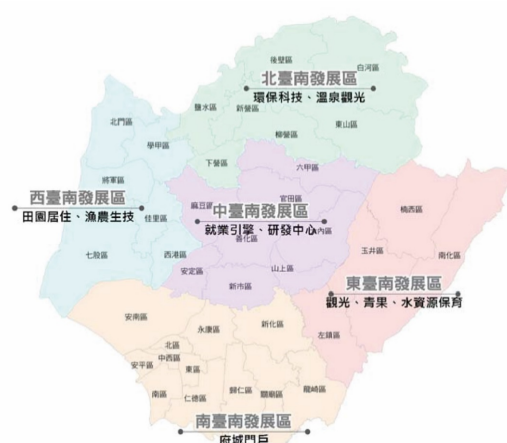 後壁區
白河區
北臺南發展區
環保科技、溫泉觀光
鹽水區
新營區
東山區
柳營區
下營區
北門區
學甲區
將軍區
西臺南發展區
田園居住、漁農生技
佳里區
七股區
西港區
六甲區
官田區
麻豆區
中臺南發展區
就業引擎、研發中心
內區
善化區
安定區
山上區
新市區
楠西區
玉井區
南化區
東臺南發展區
觀光、青果、水資源保育
左鎮區
安南區
永康區
新化區
北區
中西區
安平區
東區
南區
仁德區
歸仁區
關廟區
龍崎區
南臺南發展區
府城門戶